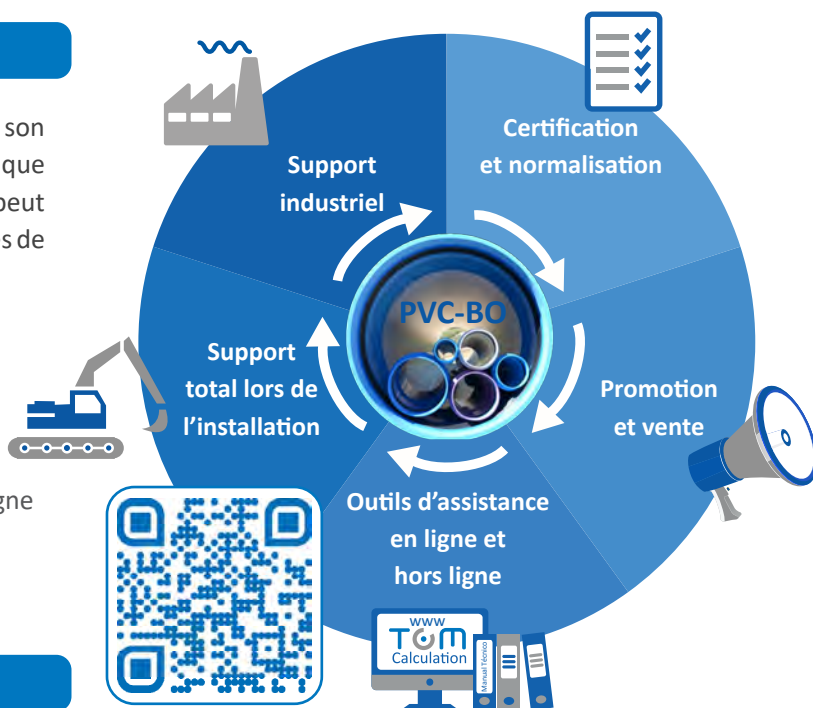 son
que
peut
s de
gne
Support
industriel
Certification
et normalisation
PVC-BO
Support
total lors de
l'installation
Promotion
et vente
Outils d'assistance
en ligne et
hors ligne
www
TOM
Calculation
Manual Técnico